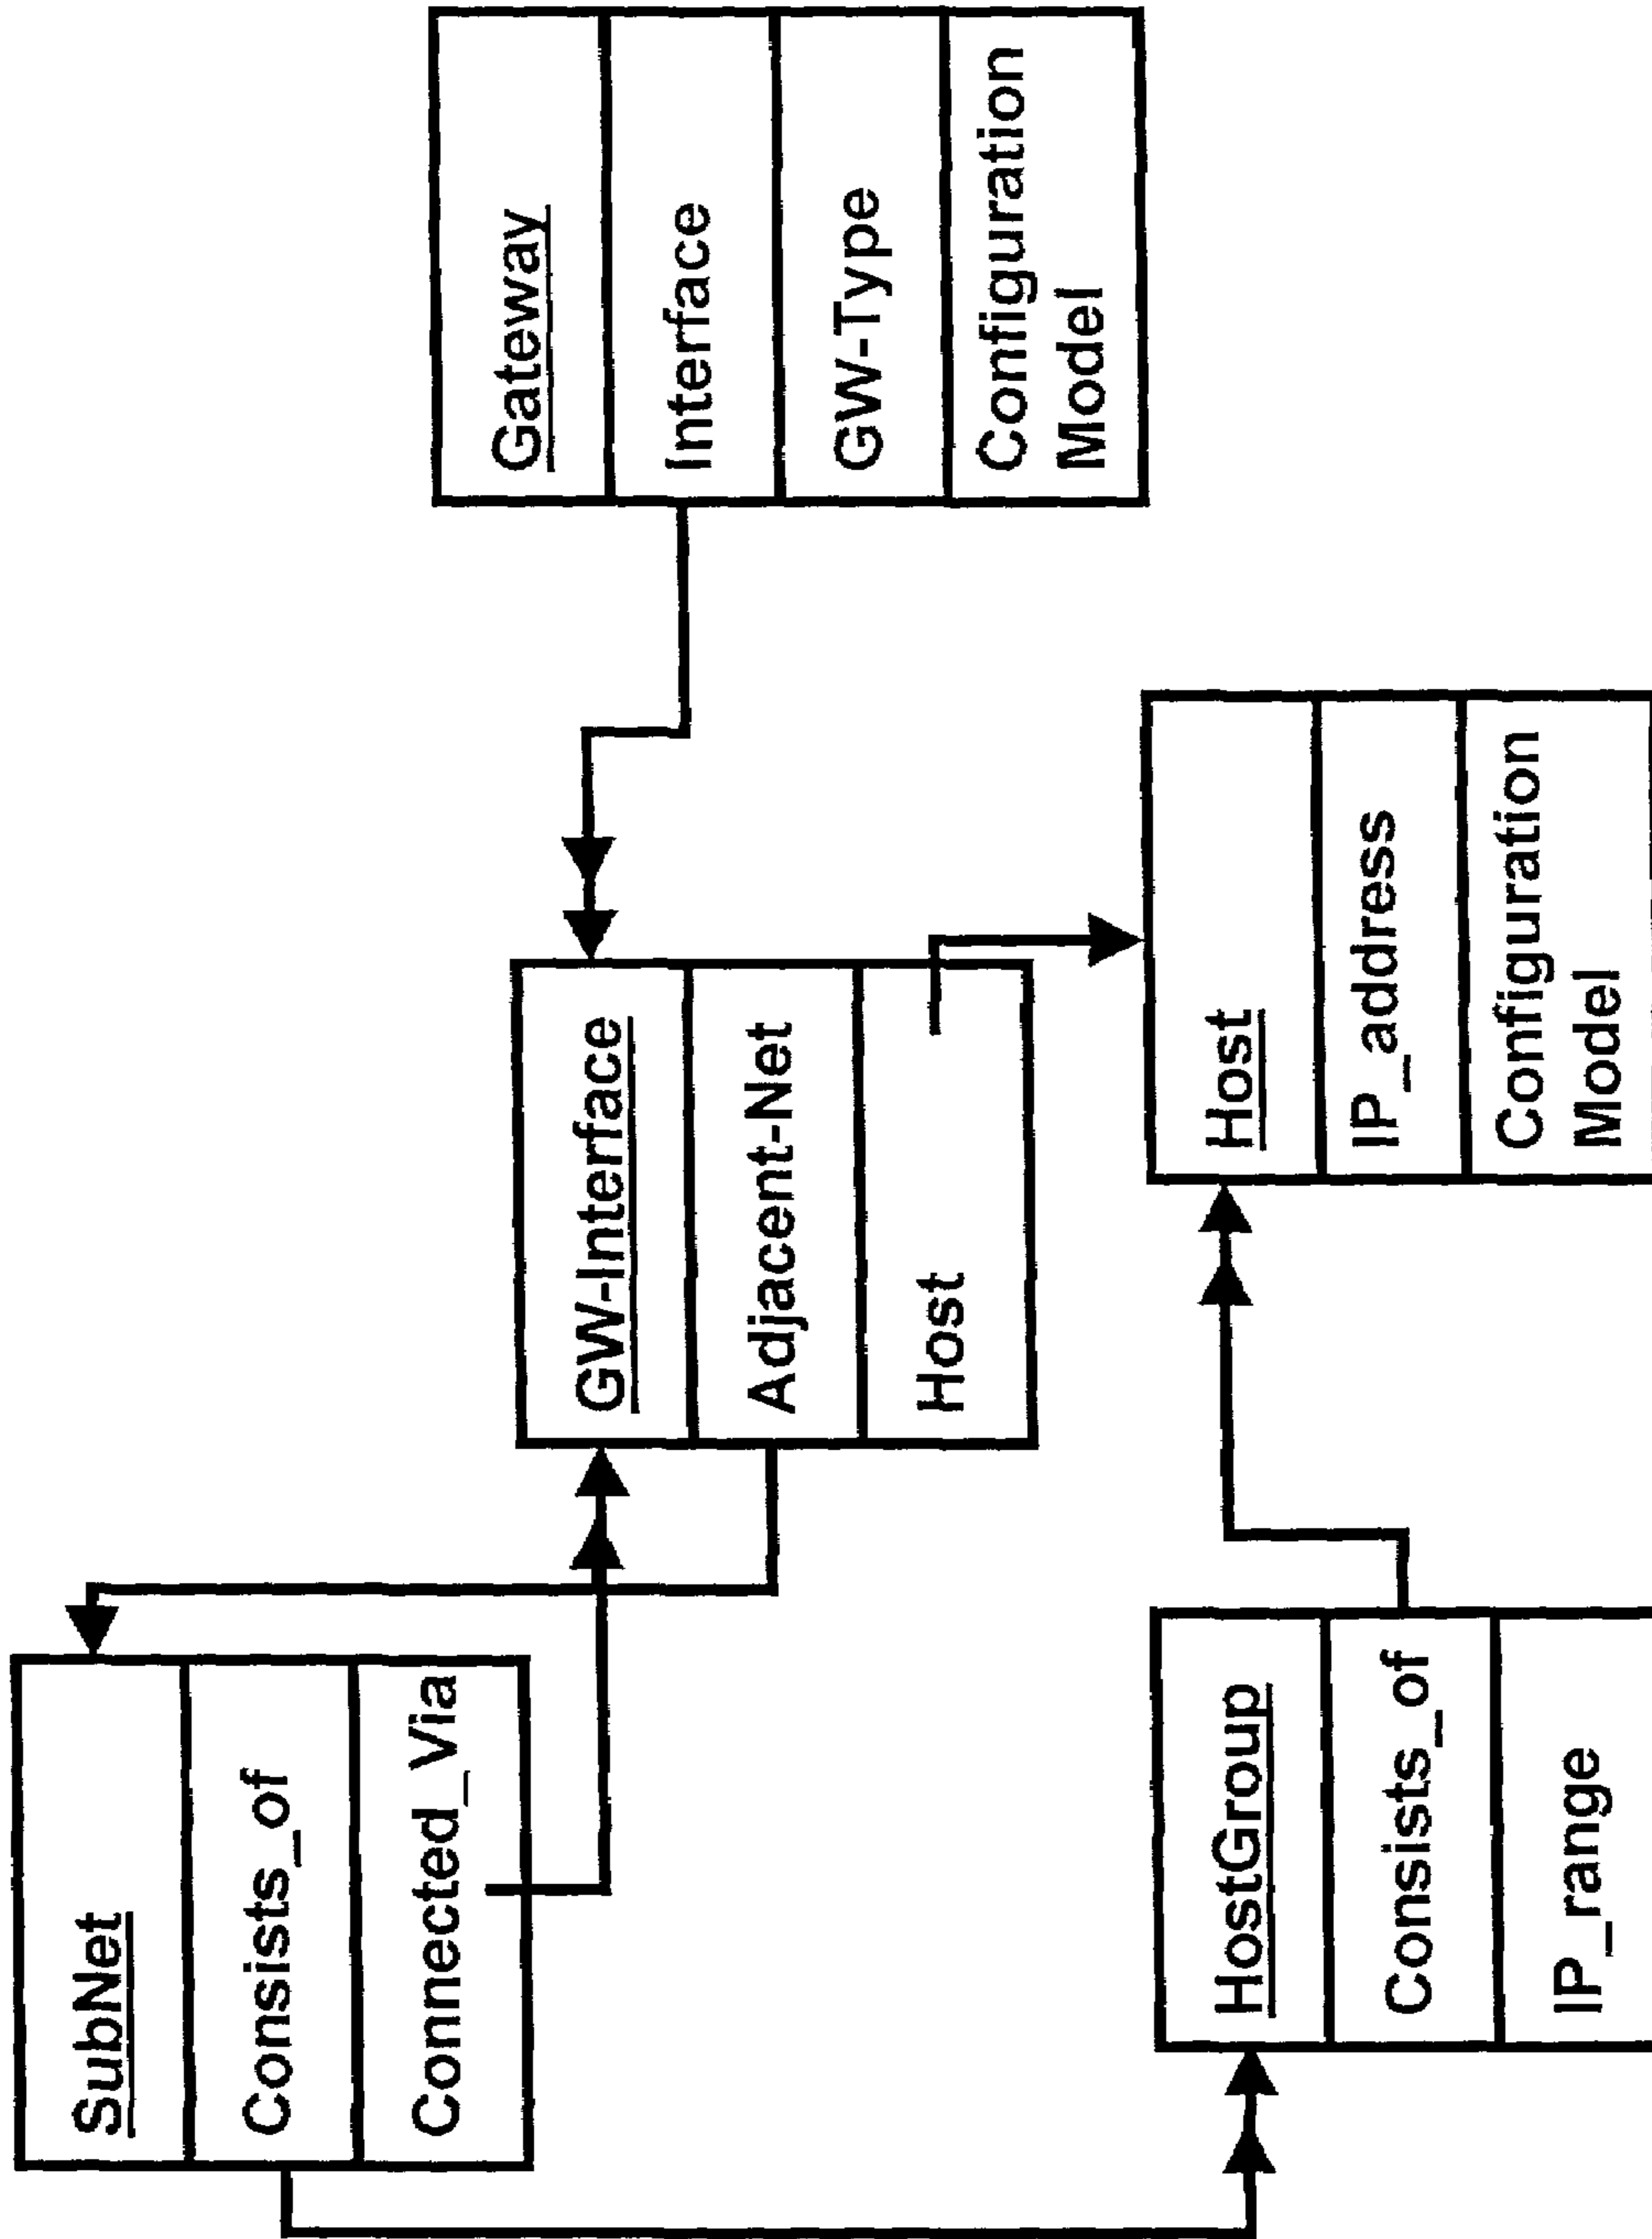 SubNet
Consists_of
Connected_Via
GW-Interface
Adjacent-Net
Host
Gateway
Interface
GW-Type
Configuration
Model
HostGroup
Consists_of
IP_range
Host
IP_address
Configuration
Model